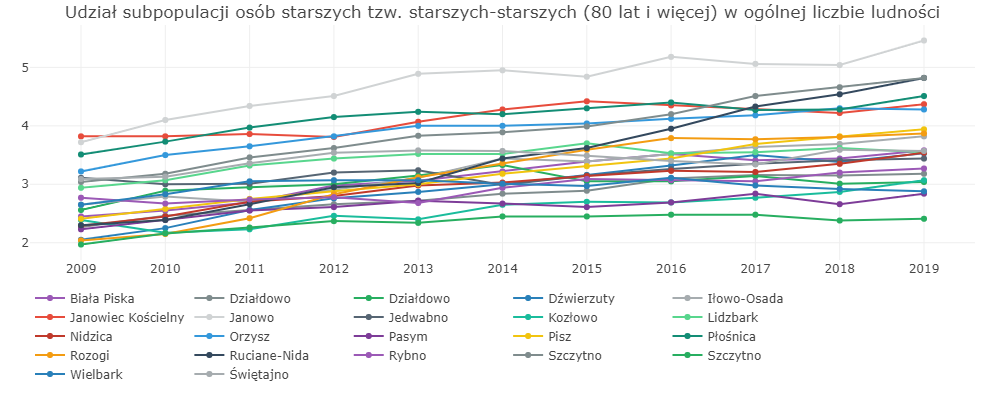 Udział subpopulacji osób starszych tzw. starszych-starszych (80 lat i więcej) w ogólnej liczbie ludności
5
4
3
2
2009 2010 2011 2012 2013 2014 2015 2016 2017 2018 2019
Biała Piska Działdowo Działdowo Dźwierzuty Iłowo-Osada
Janowiec Kościelny Janowo Jedwabno Kozłowo Lidzbark
Nidzica Orzysz Pasym Pisz Płośnica
Rozogi Ruciane-Nida Rybno Szczytno Szczytno
Wielbark Świętajno